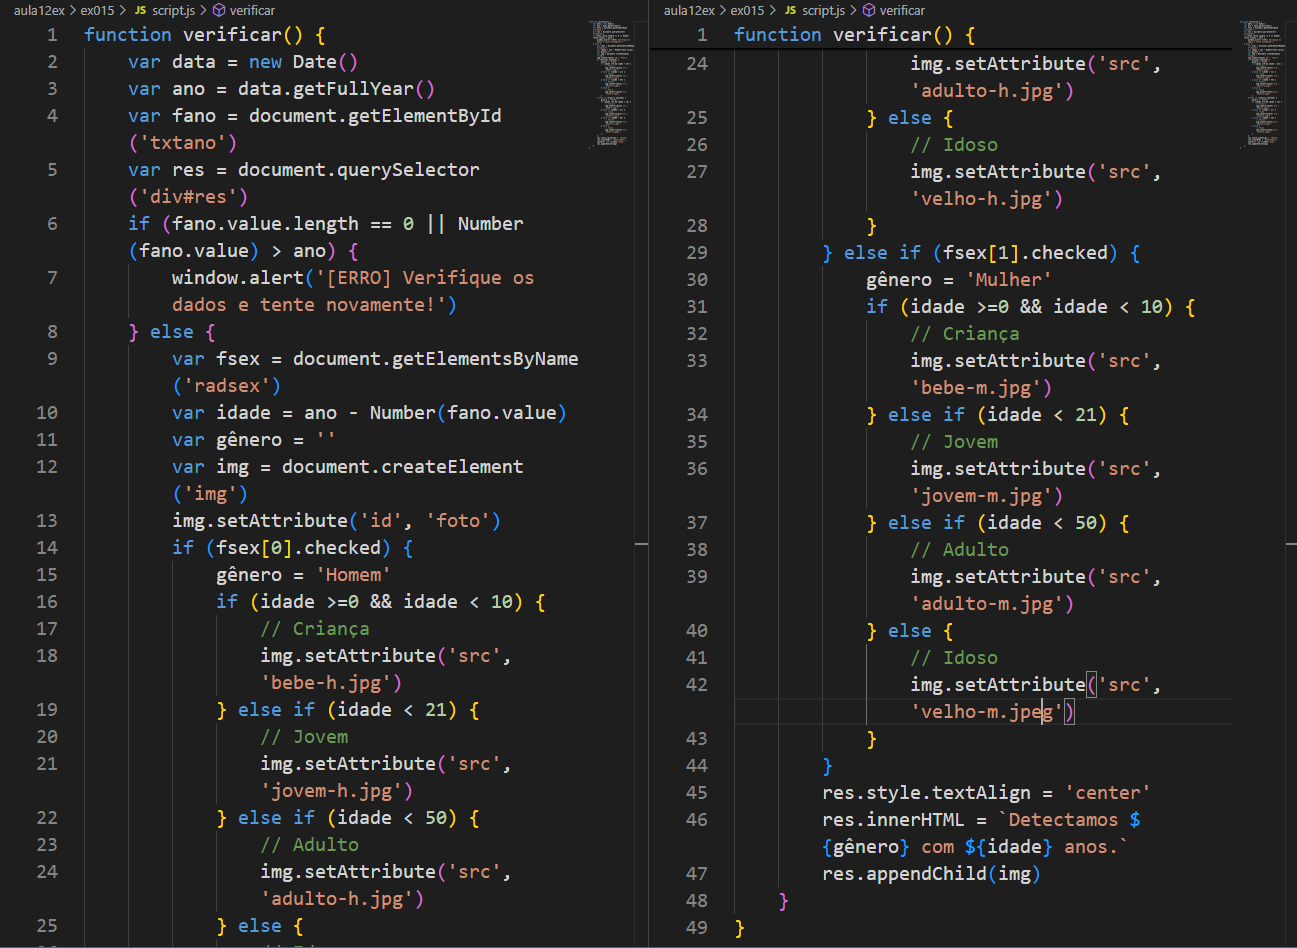 aula12ex > ex015 > JS script.js > verificar
1 function verificar() {
2 var data = new Date()
3 var ano = data.getFullYear()
4 var fano = document.getElementById
('txtano')
5 var res = document.querySelector
('div#res')
6 if (fano.value.length == 0 || Number
(fano.value) > ano) {
7 window.alert('[ERRO] Verifique os
dados e tente novamente!')
8 } else {
9 var fsex = document.getElementsByName
('radsex')
10 var idade = ano - Number(fano.value)
11 var gênero = ''
12 var img = document.createElement
('img')
13 img.setAttribute('id', 'foto')
14 if (fsex[0].checked) {
15 gênero = 'Homem'
16 if (idade >=0 && idade < 10) {
17 // Criança
18 img.setAttribute('src',
'bebe-h.jpg')
19 } else if (idade < 21) {
20 // Jovem
21 img.setAttribute('src',
'jovem-h.jpg')
22 } else if (idade < 50) {
23 // Adulto
24 img.setAttribute('src',
'adulto-h.jpg')
25 } else {
aula12ex > ex015 > JS script.js > verificar
1 function verificar() {
24 img.setAttribute('src',
'adulto-h.jpg')
25 } else {
26 // Idoso
27 img.setAttribute('src',
'velho-h.jpg')
28 }
29 } else if (fsex[1].checked) {
30 gênero = 'Mulher'
31 if (idade >=0 && idade < 10) {
32 // Criança
33 img.setAttribute('src',
'bebe-m.jpg')
34 } else if (idade < 21) {
35 // Jovem
36 img.setAttribute('src',
'jovem-m.jpg')
37 } else if (idade < 50) {
38 // Adulto
39 img.setAttribute('src',
'adulto-m.jpg')
40 } else {
41 // Idoso
42 img.setAttribute('src',
'velho-m.jpeg')
43 }
44 }
45 res.style.textAlign = 'center'
46 res.innerHTML = `Detectamos $
{gênero} com ${idade} anos.`
47 res.appendChild(img)
48 }
49 }